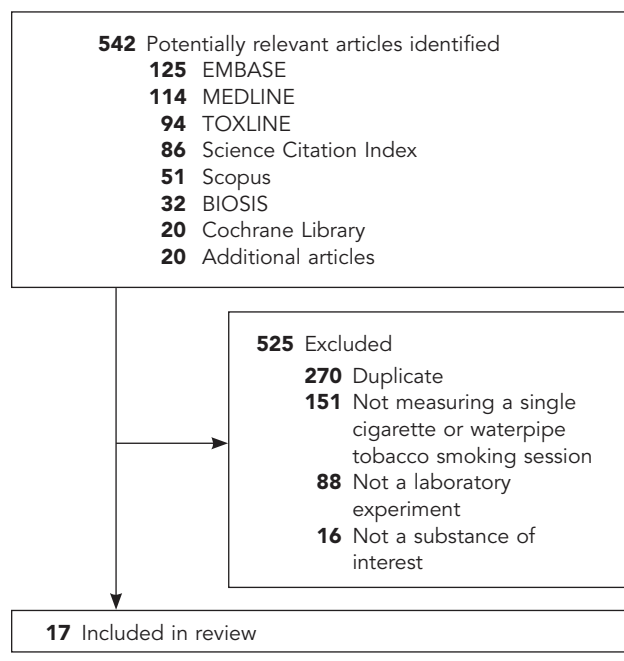 542 Potentially relevant articles identified
125 EMBASE
114 MEDLINE
94 TOXLINE
86 Science Citation Index
51 Scopus
32 BIOSIS
20 Cochrane Library
20 Additional articles
525 Excluded
270 Duplicate
151 Not measuring a single
cigarette or waterpipe
tobacco smoking session
88 Not a laboratory
experiment
16 Not a substance of
interest
17 Included in review